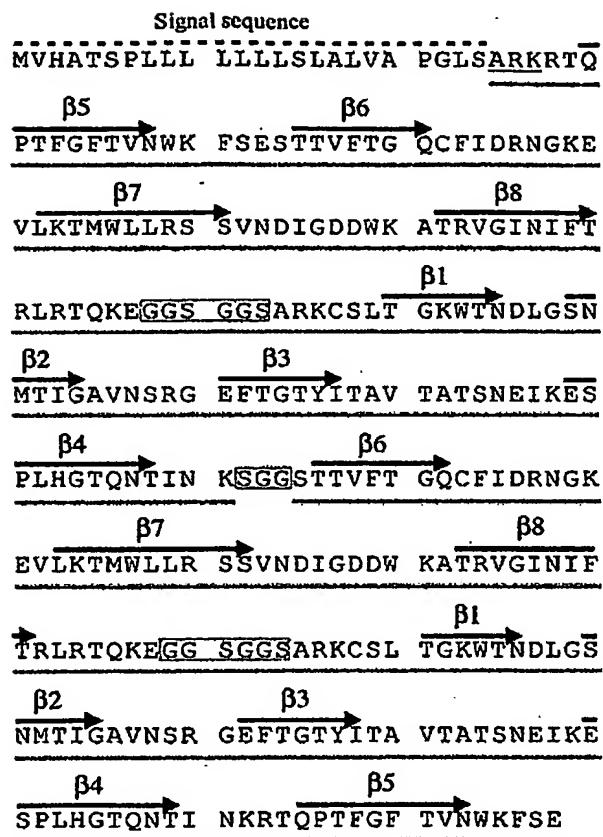 Signal sequence
MVHATSPLLL LLLLSLALVA PGLSARKRTQ
β5 β6
PTFGFTVNWK FSESTTVFTG QCFIDRNGKE
β7 β8
VLKTMWLLRS SVNDIGDDWK ATRVGINIFT
β1
RLRTQKEGGS GGSARKCSLT GKWTNDLGSN
β2 β3
MTIGAVNSRG EFTGTYITAV TATSNEIKES
β4 β6
PLHGTQNTIN KSGGSTTVFT GQCFIDRNGK
β7 β8
EVLKTMWLLR SSVNDIGDDW KATRVGINIF
β1
TRLRTQKEGG SGGSARKCSL TGKWTNDLGS
β2 β3
NMTIGAVNSR GEFTGTYITA VTATSNEIKE
β4 β5
SPLHGTQNTI NKRTQPTFGF TVNWKFSE